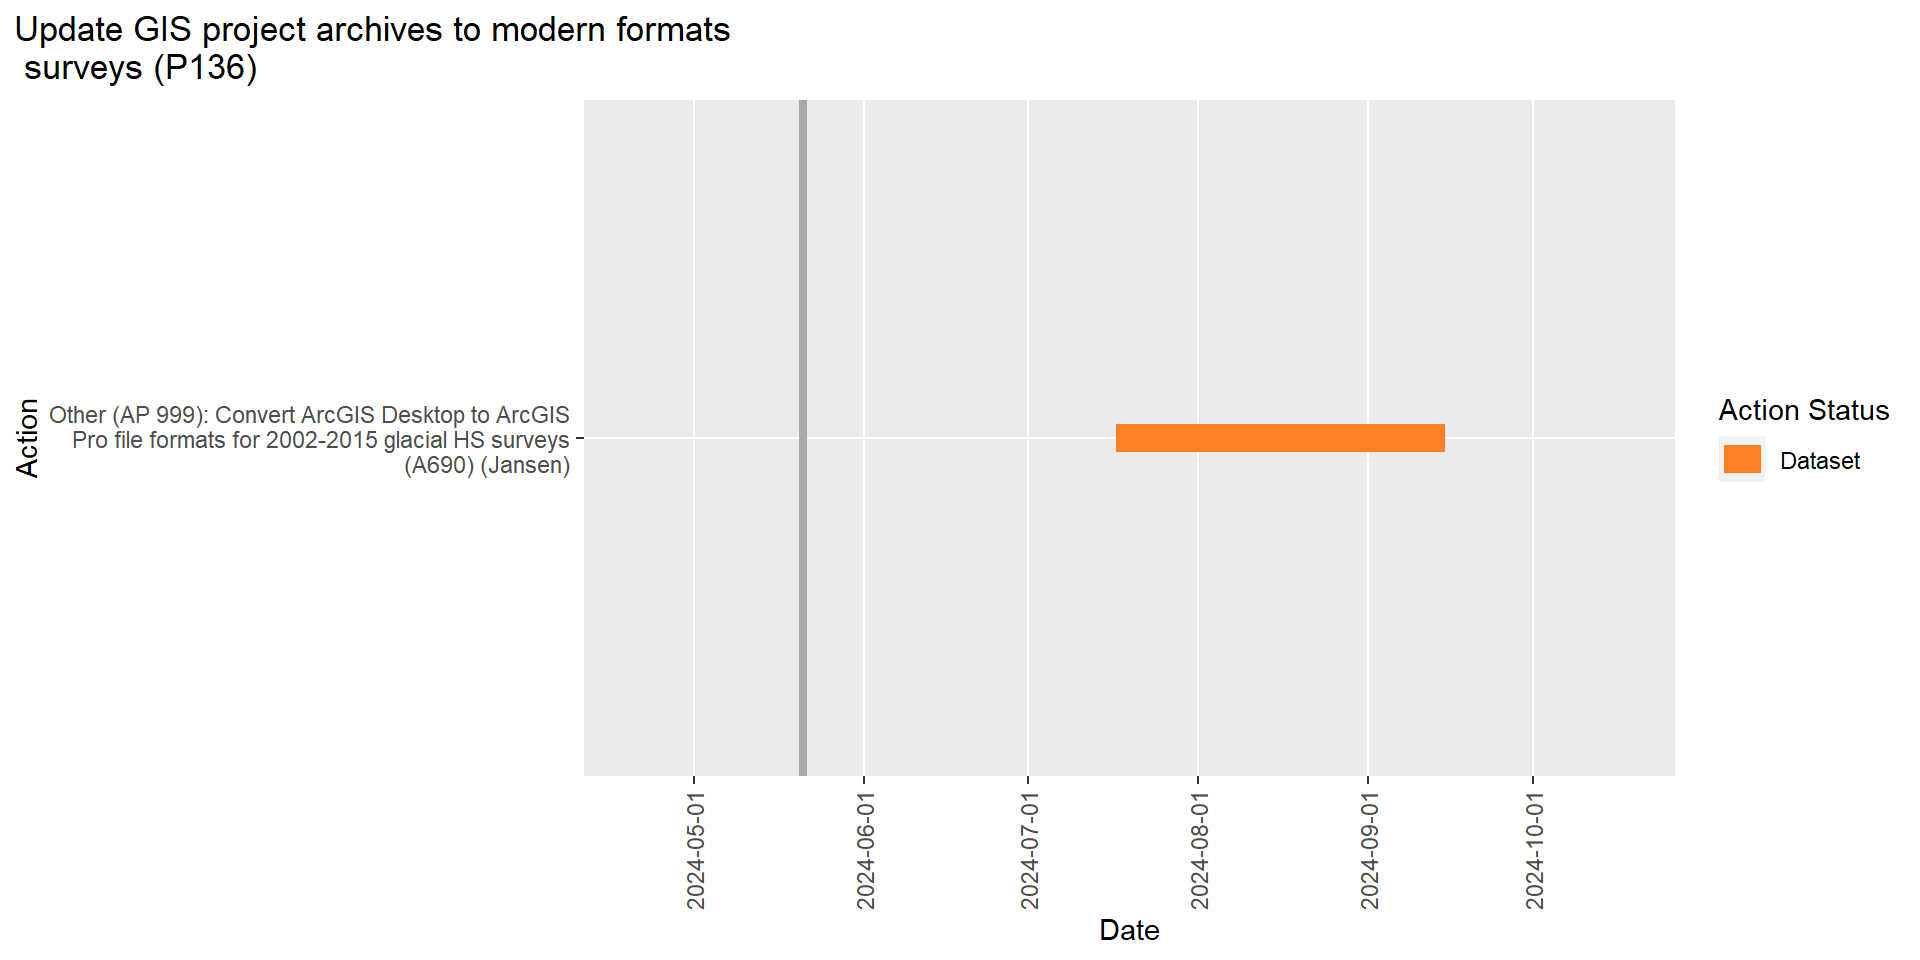 Update GIS project archives to modern formats
surveys (P136)
Action
Other (AP 999): Convert ArcGIS Desktop to ArcGIS
Pro file formats for 2002-2015 glacial HS surveys
(A690) (Jansen)
Action Status
Dataset
2024-05-01
2024-06-01
2024-07-01
2024-08-01
2024-09-01
2024-10-01
Date